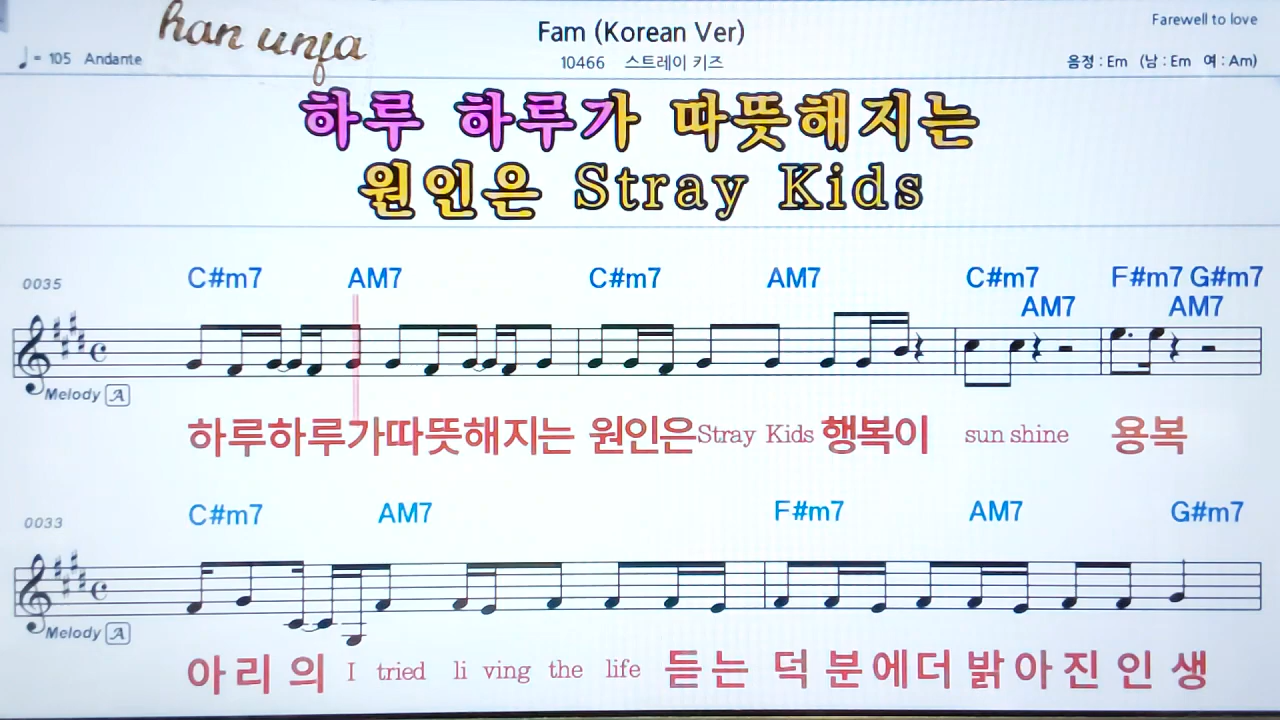 han unfa
Fam (Korean Ver)
Farewell to love
♩= 105 Andante
10466 스트레이 키즈
음정 : Em (남 : Em 여 : Am)
하루 하루가 따뜻해지는
원인은 Stray Kids
0035
C#m7 AM7 C#m7 AM7 C#m7 F#m7 G#m7
AM7 AM7
Melody A
하루하루가따뜻해지는 원인은Stray Kids 행복이 sun shine 용복
0033
C#m7 AM7 F#m7 AM7 G#m7
Melody A
아 리 의 I tried li ving the life 듣 는 덕 분 에 더 밝 아 진 인 생